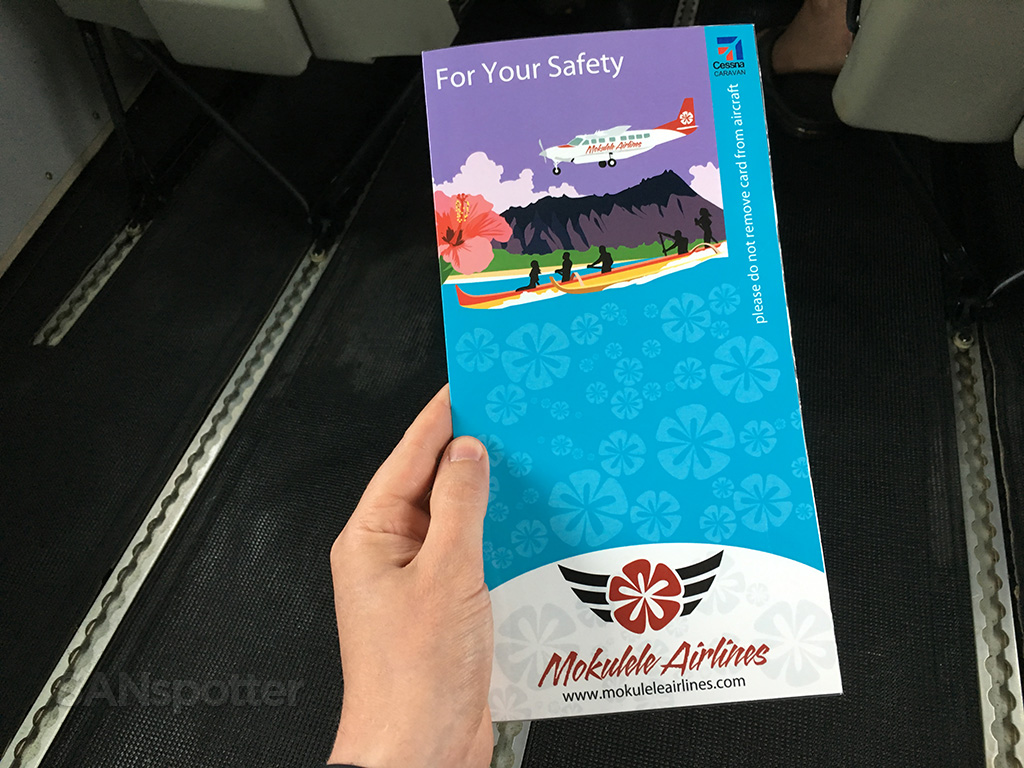 For Your Safety
Cessna
CARAVAN
please do not remove card from aircraft
Mokulele Airlines
Mokulele Airlines
www.mokuleleairlines.com
SANspotter